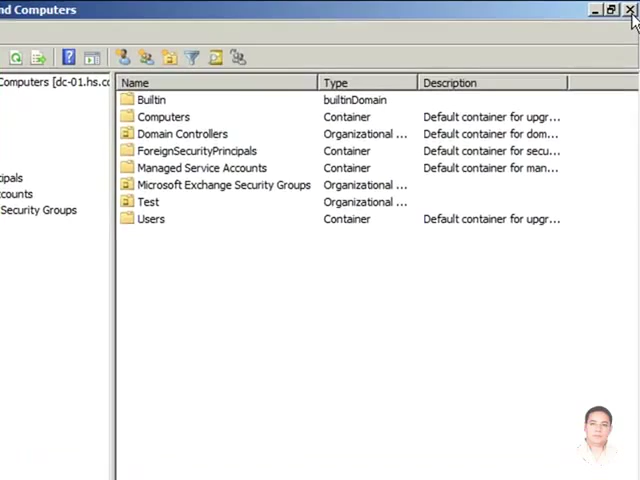 nd Computers
Computers [dc-01.hs.co
ipals
counts
Security Groups
Name Type Description
Builtin builtinDomain
Computers Container Default container for upgr...
Domain Controllers Organizational ... Default container for dom...
ForeignSecurityPrincipals Container Default container for secu...
Managed Service Accounts Container Default container for man...
Microsoft Exchange Security Groups Organizational ...
Test Organizational ...
Users Container Default container for upgr...